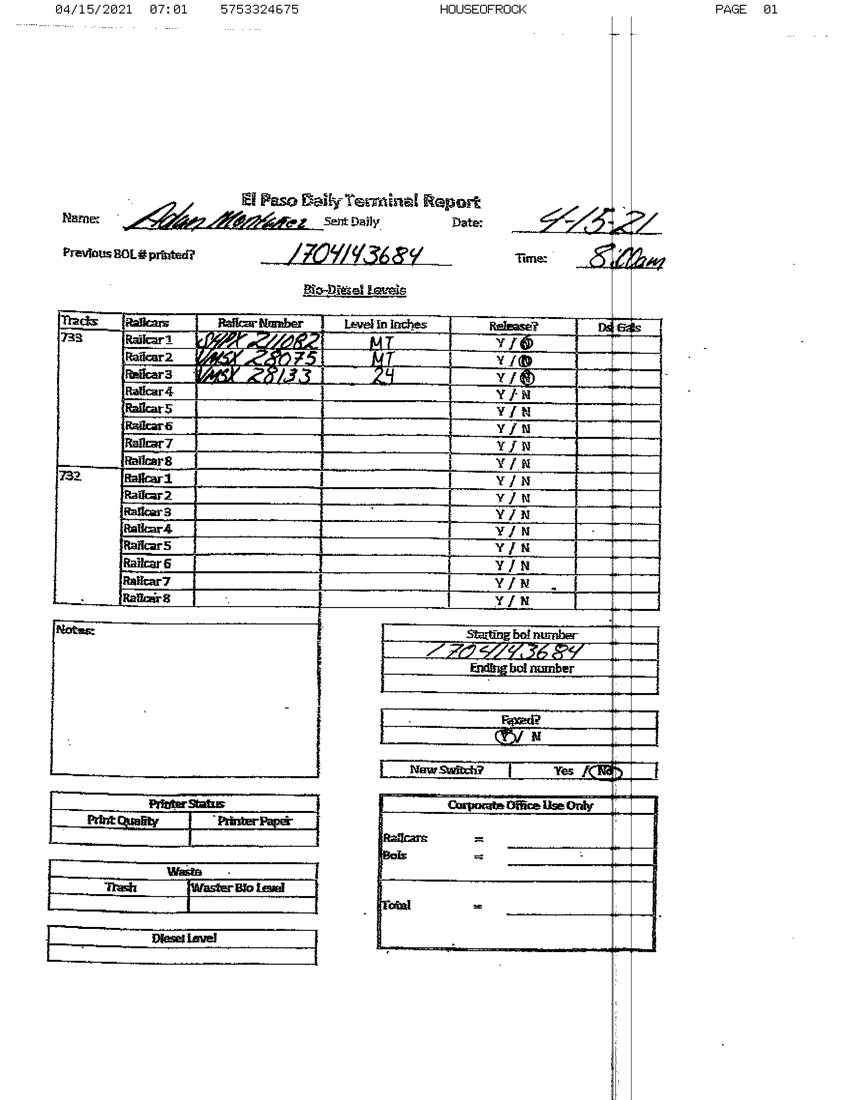 04/15/2021 07:01 5753324675 HOUSEOFROCK PAGE 01
El Paso Daily Terminal Report
Name: Adan Montanez Sent Daily Date: 4-15-21
Previous BOL# printed? 1704143684 Time: 8:00am
Bio-Diesel Levels
Tracks Railcars Railcar Number Level in Inches Release? Dsl Gals
733 Railcar 1 SHPX 211082 MT Y / N
Railcar 2 VMSX 28075 MT Y / N
Railcar 3 VMSX 28133 24 Y / N
Railcar 4 Y / N
Railcar 5 Y / N
Railcar 6 Y / N
Railcar 7 Y / N
Railcar 8 Y / N
732 Railcar 1 Y / N
Railcar 2 Y / N
Railcar 3 Y / N
Railcar 4 Y / N
Railcar 5 Y / N
Railcar 6 Y / N
Railcar 7 Y / N
Railcar 8 Y / N
Notes:
Starting bol number
1704143684
Ending bol number
Faxed?
Y / N
New Switch? Yes / No
Printer Status
Print Quality Printer Paper
Waste
Trash Waster Bio Level
Diesel Level
Corporate Office Use Only
Railcars =
Bols =
Total =